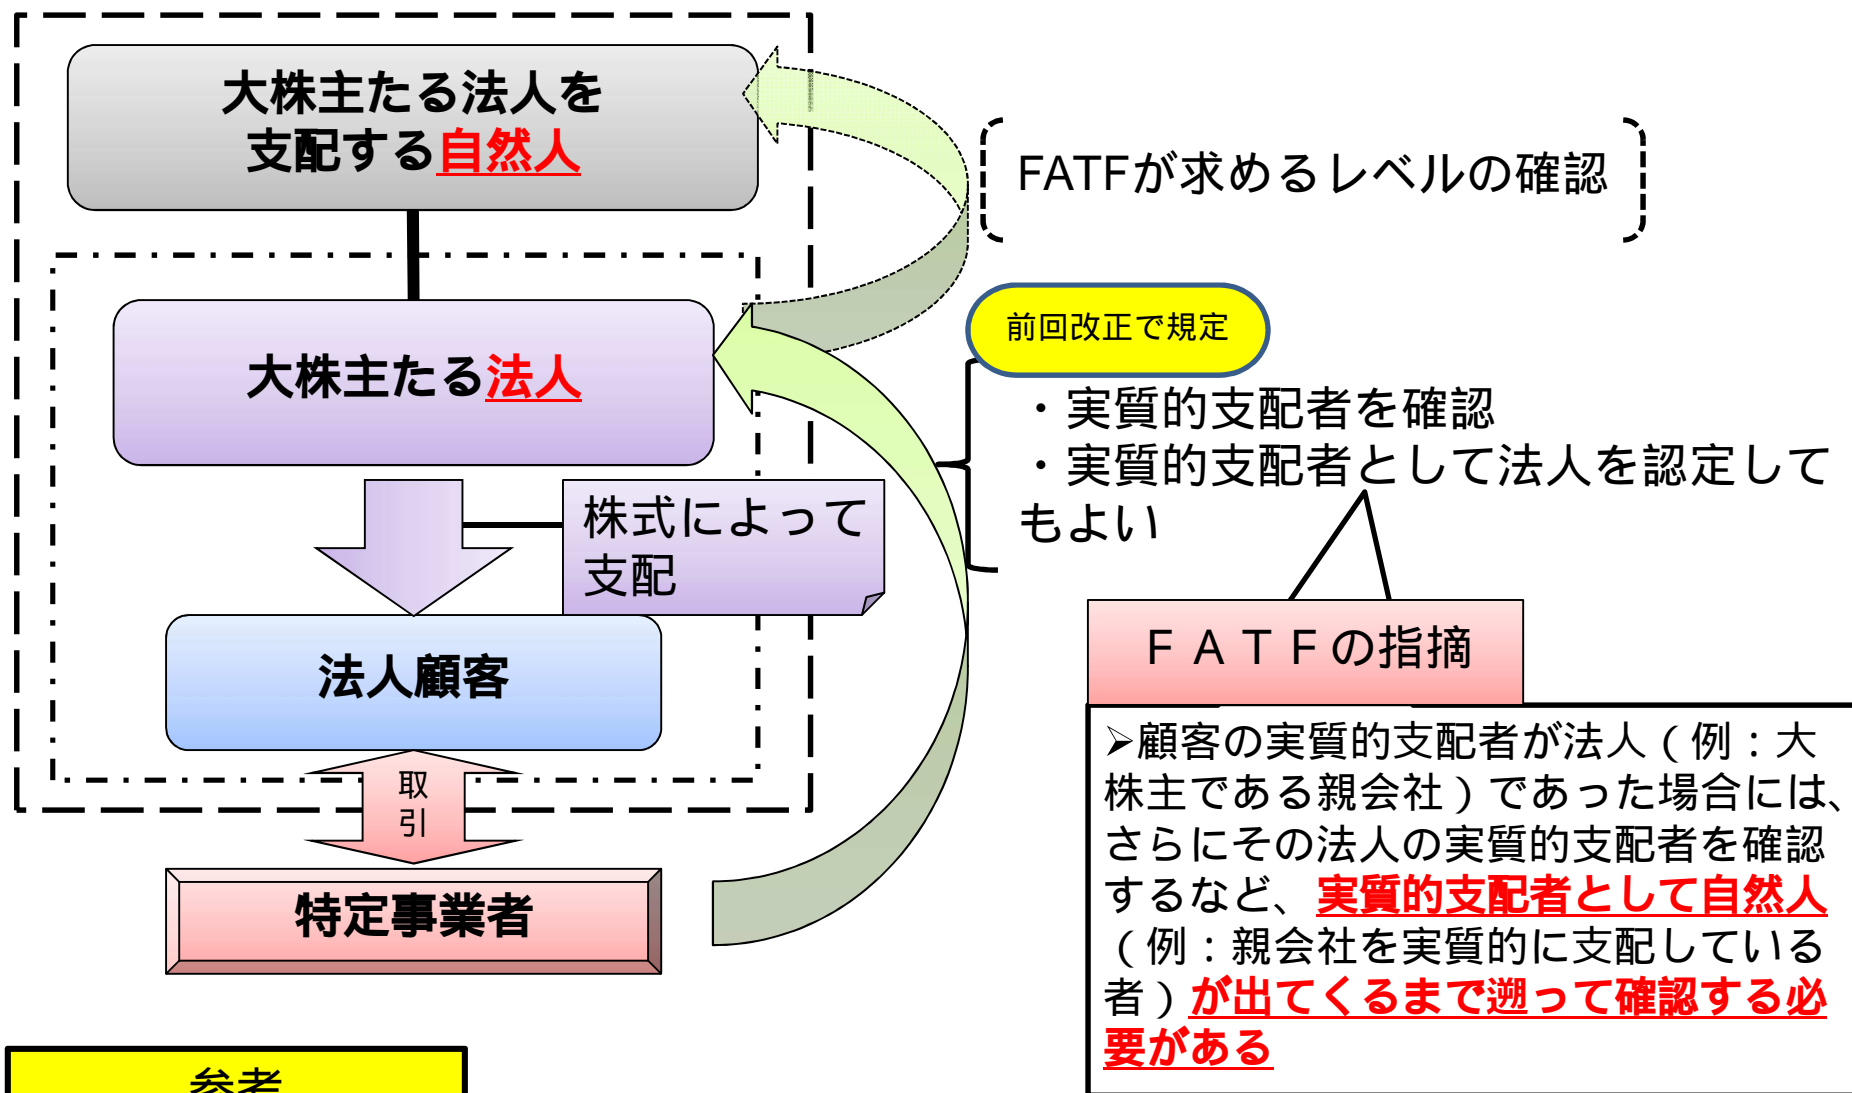 大株主たる法人を
支配する自然人
FATFが求めるレベルの確認
大株主たる法人
前回改正で規定
・実質的支配者を確認
・実質的支配者として法人を認定して
もよい
株式によって
支配
法人顧客
取
引
特定事業者
ＦＡＴＦの指摘
➢顧客の実質的支配者が法人（例：大
株主である親会社）であった場合には、
さらにその法人の実質的支配者を確認
するなど、実質的支配者として自然人
（例：親会社を実質的に支配している
者）が出てくるまで遡って確認する必
要がある
参考